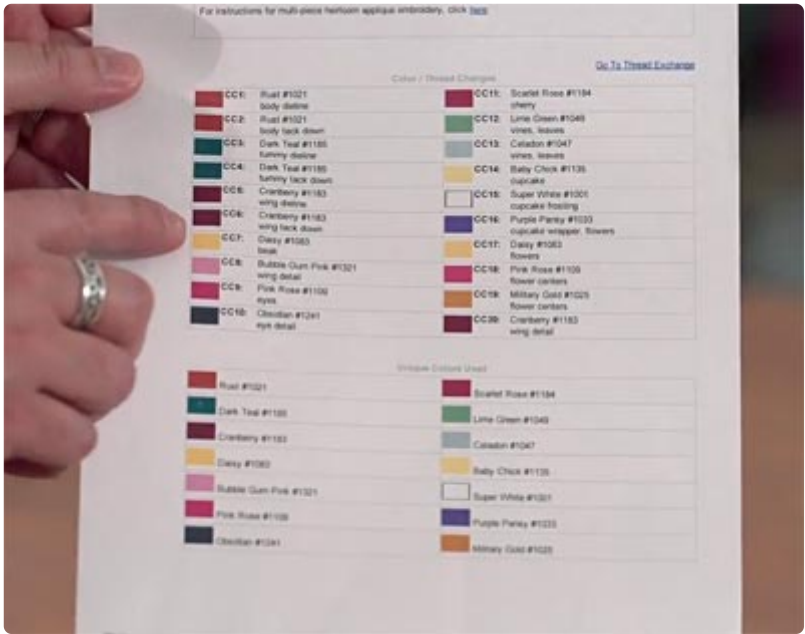 For instructions for multi-piece heirloom applique embroidery, click here
Go To Thread Exchange
Color / Thread Changes
CC1: Rust #1021
body dieline
CC2: Rust #1021
body tack down
CC3: Dark Teal #1185
tummy dieline
CC4: Dark Teal #1185
tummy tack down
CC5: Cranberry #1183
wing dieline
CC6: Cranberry #1183
wing tack down
CC7: Daisy #1083
beak
CC8: Bubble Gum Pink #1321
wing detail
CC9: Pink Rose #1109
eyes
CC10: Obsidian #1241
eye detail
CC11: Scarlet Rose #1184
cherry
CC12: Lime Green #1049
vines, leaves
CC13: Celadon #1047
vines, leaves
CC14: Baby Chick #1135
cupcake
CC15: Super White #1001
cupcake frosting
CC16: Purple Pansy #1033
cupcake wrapper, flowers
CC17: Daisy #1083
flowers
CC18: Pink Rose #1109
flower centers
CC19: Military Gold #1025
flower centers
CC20: Cranberry #1183
wing detail
Unique Colors Used
Rust #1021
Dark Teal #1185
Cranberry #1183
Daisy #1083
Bubble Gum Pink #1321
Pink Rose #1109
Obsidian #1241
Scarlet Rose #1184
Lime Green #1049
Celadon #1047
Baby Chick #1135
Super White #1001
Purple Pansy #1033
Military Gold #1025